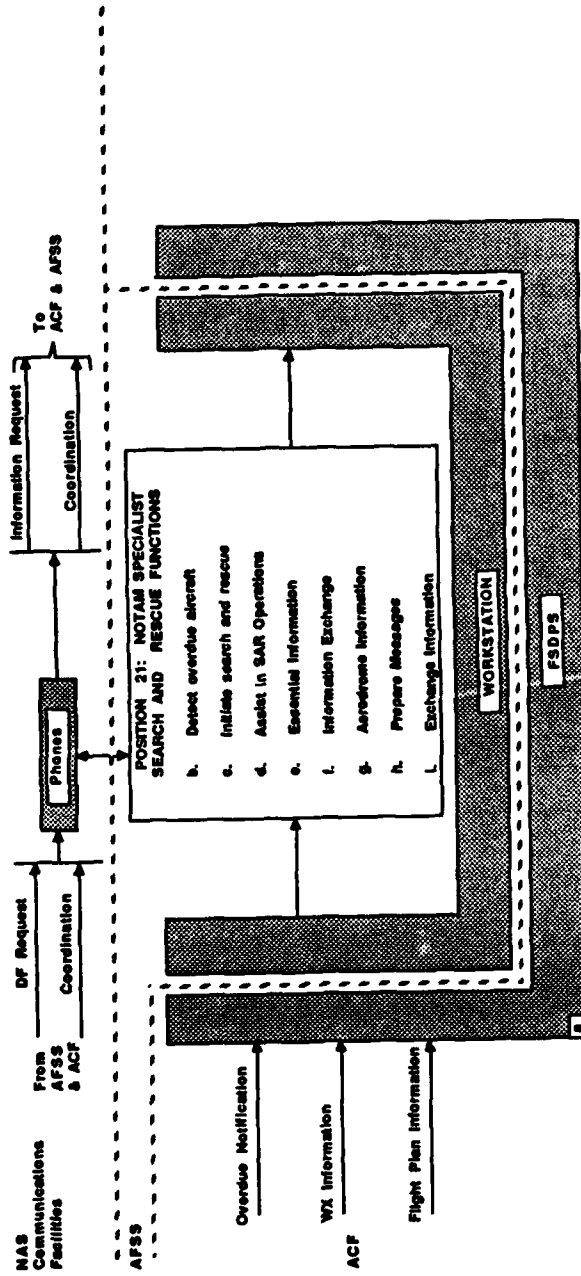 NAS
Communications
Facilities
From
AFSS
& ACF
DF Request
Coordination
Phones
Information Request
Coordination
To
ACF & AFSS
AFSS
POSITION 21: NOTAM SPECIALIST
SEARCH AND RESCUE FUNCTIONS
b. Detect overdue aircraft
c. Initiate search and rescue
d. Assist in SAR Operations
e. Essential Information
f. Information Exchange
g. Aerodrome Information
h. Prepare Messages
i. Exchange Information
Overdue Notification
WX Information
ACF
Flight Plan Information
WORKSTATION
FSDPS
a